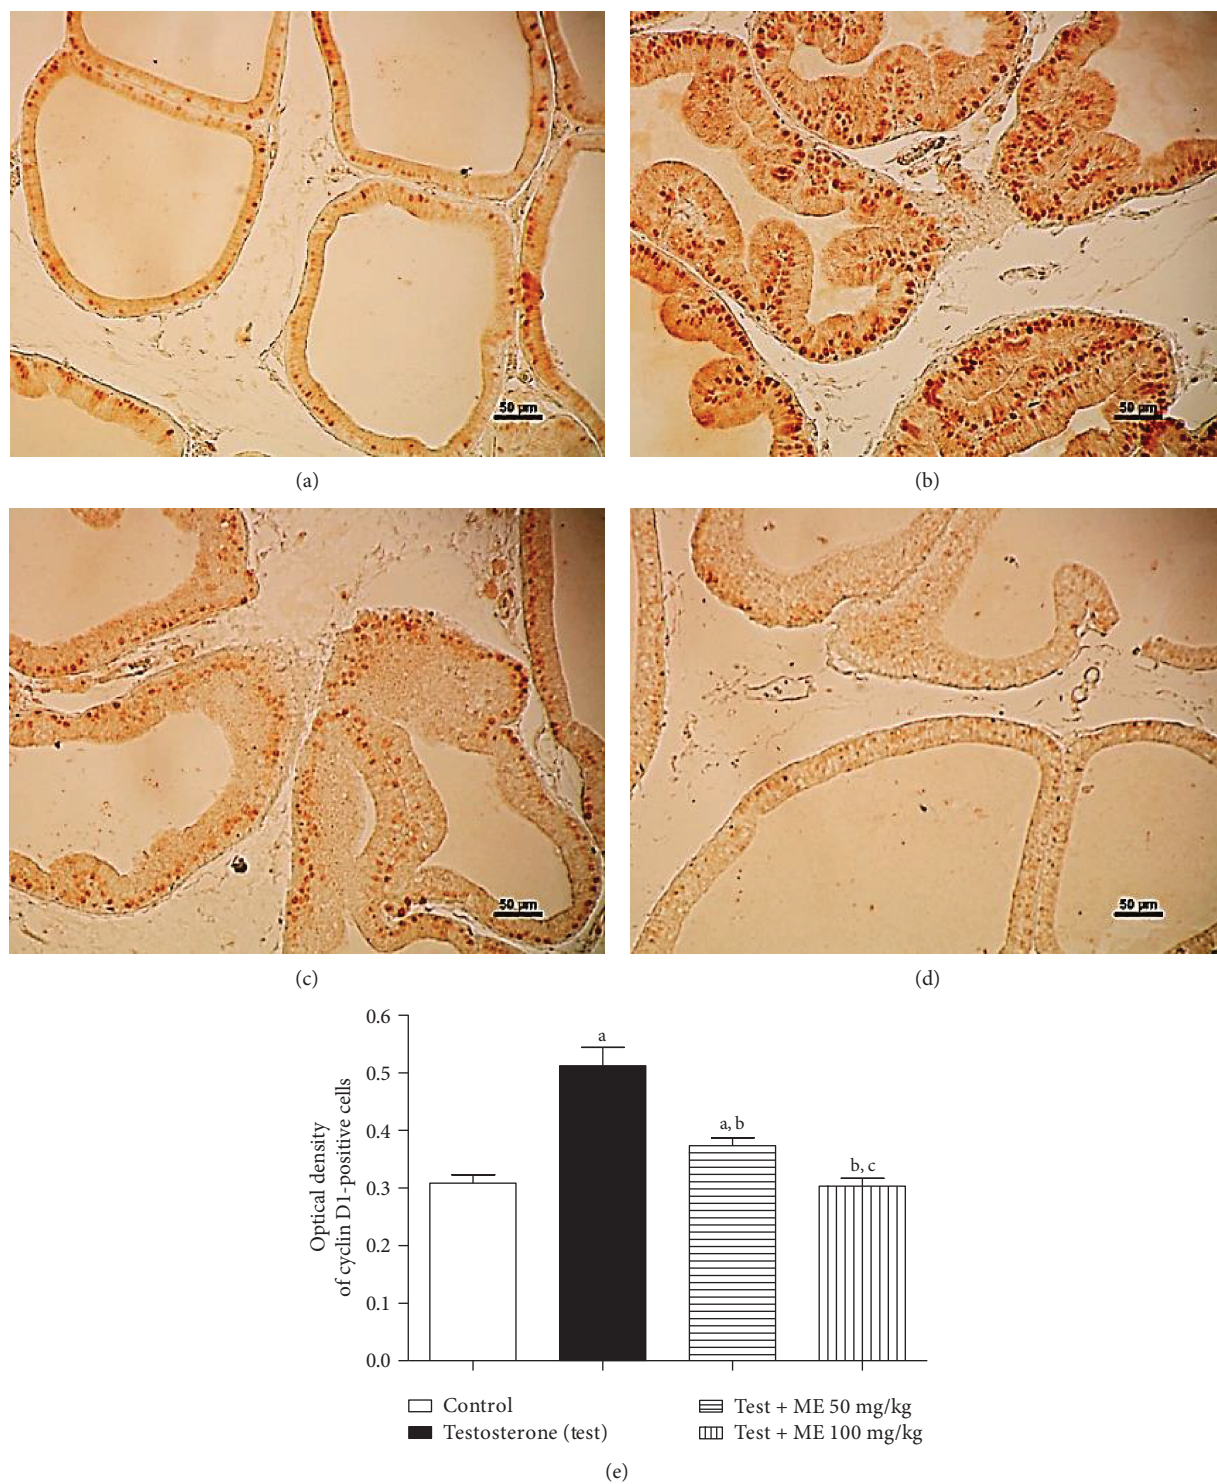 50 µm
50 µm
(a)
(b)
50 µm
50 µm
(c)
(d)
0.6
0.5
0.4
0.3
0.2
0.1
0.0
Optical density
of cyclin D1-positive cells
a
a, b
b, c
Control
Testosterone (test)
Test + ME 50 mg/kg
Test + ME 100 mg/kg
(e)